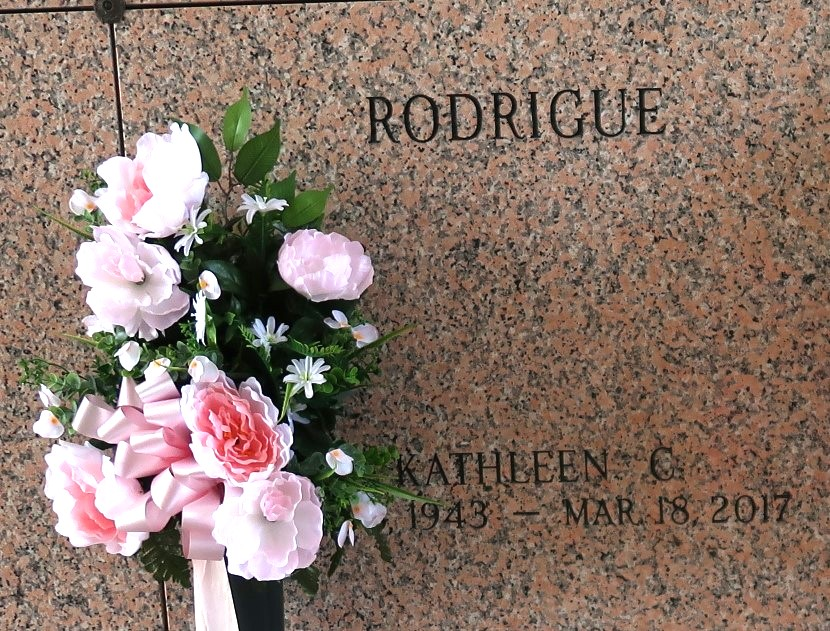 RODRIGUE
KATHLEEN C.
1943 — MAR. 18, 2017